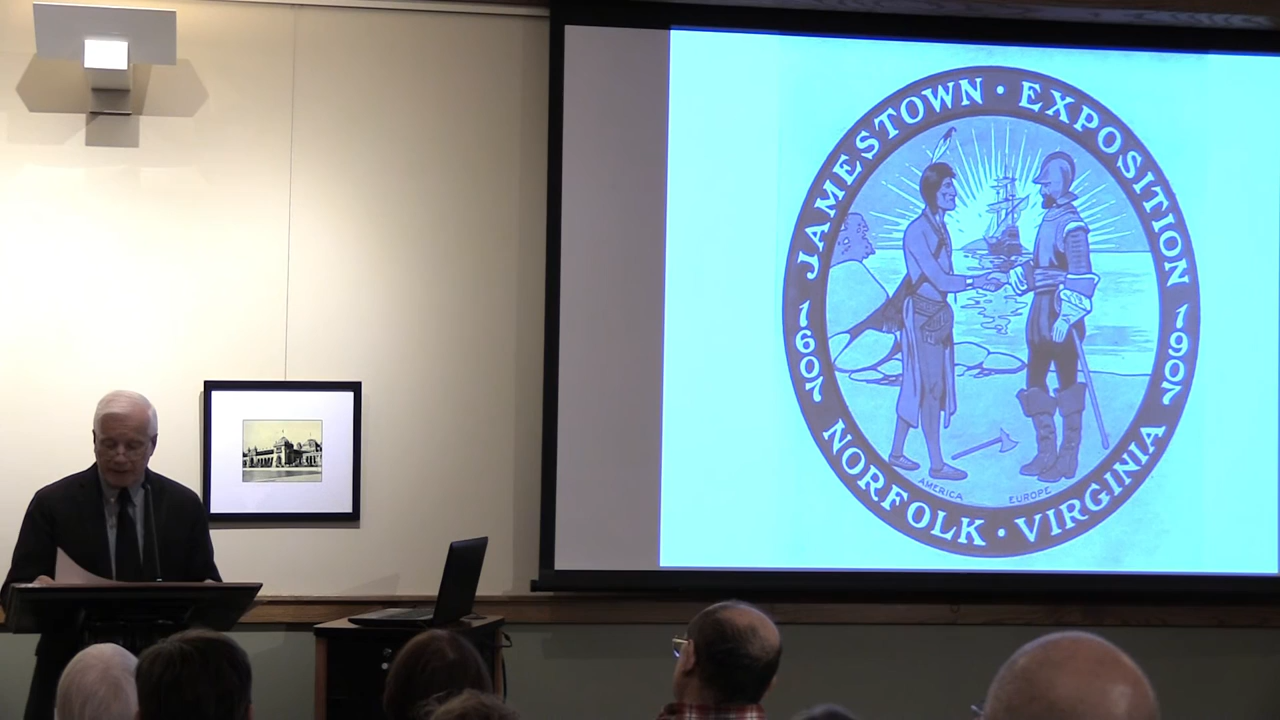 JAMESTOWN · EXPOSITION
1607
1907
AMERICA
EUROPE
NORFOLK · VIRGINIA